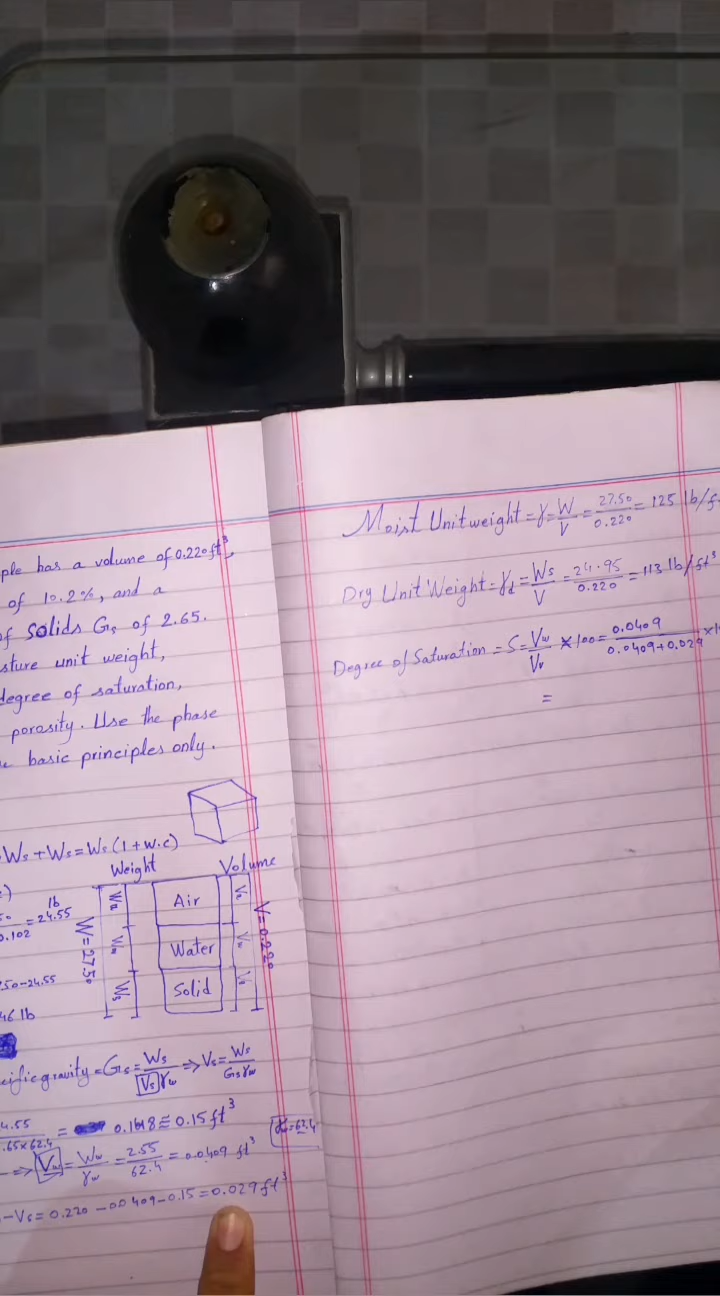 ple has a volume of 0.220 ft³,
of 10.2%, and a
of solids Gs of 2.65.
sture unit weight,
degree of saturation,
porosity. Use the phase
basic principles only.
Ws + Ws = Ws (1 + w.c)
Weight Volume
lb
0.102 = 24.55
W = 27.50
Air
Water
Solid
V = 0.220
50-24.55
46 lb
cific gravity = Gs = Ws / Vs γw ⇒ Vs = Ws / Gs γw
4.55 / .65×62.4 = 0.148 ≅ 0.15 ft³
γ = 62.4
⇒ Vw = Ww / γw = 2.55 / 62.4 = 0.0409 ft³
-Vs = 0.220 - 0.0409 - 0.15 = 0.029 ft³
Moist Unit weight = γ = W / V = 27.50 / 0.220 = 125 lb/f
Dry Unit Weight = γd = Ws / V = 24.95 / 0.220 = 113 lb/ft³
Degree of Saturation = S = Vw / Vv × 100 = 0.0409 / 0.0409+0.029 ×1
=